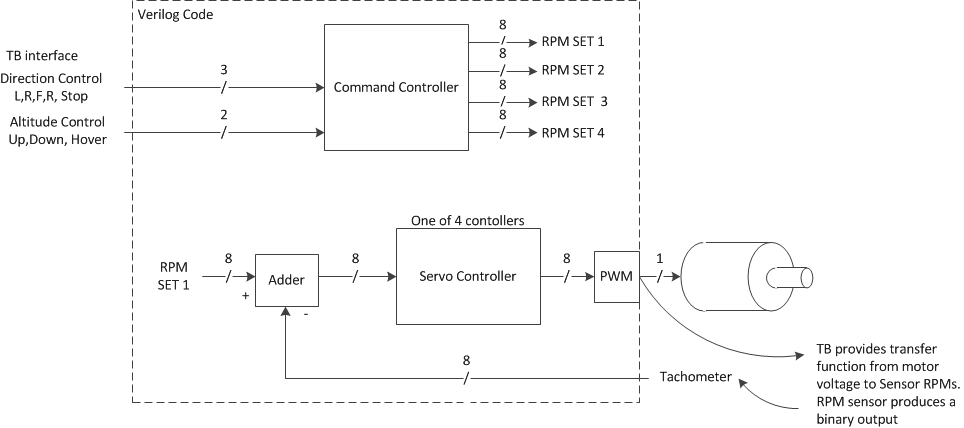 Verilog Code
TB interface
Direction Control
L,R,F,R, Stop
3
Altitude Control
Up,Down, Hover
2
Command Controller
8
RPM SET 1
8
RPM SET 2
8
RPM SET 3
8
RPM SET 4
One of 4 contollers
RPM
SET 1
8
+
-
Adder
8
Servo Controller
8
PWM
1
8
Tachometer
TB provides transfer
function from motor
voltage to Sensor RPMs.
RPM sensor produces a
binary output